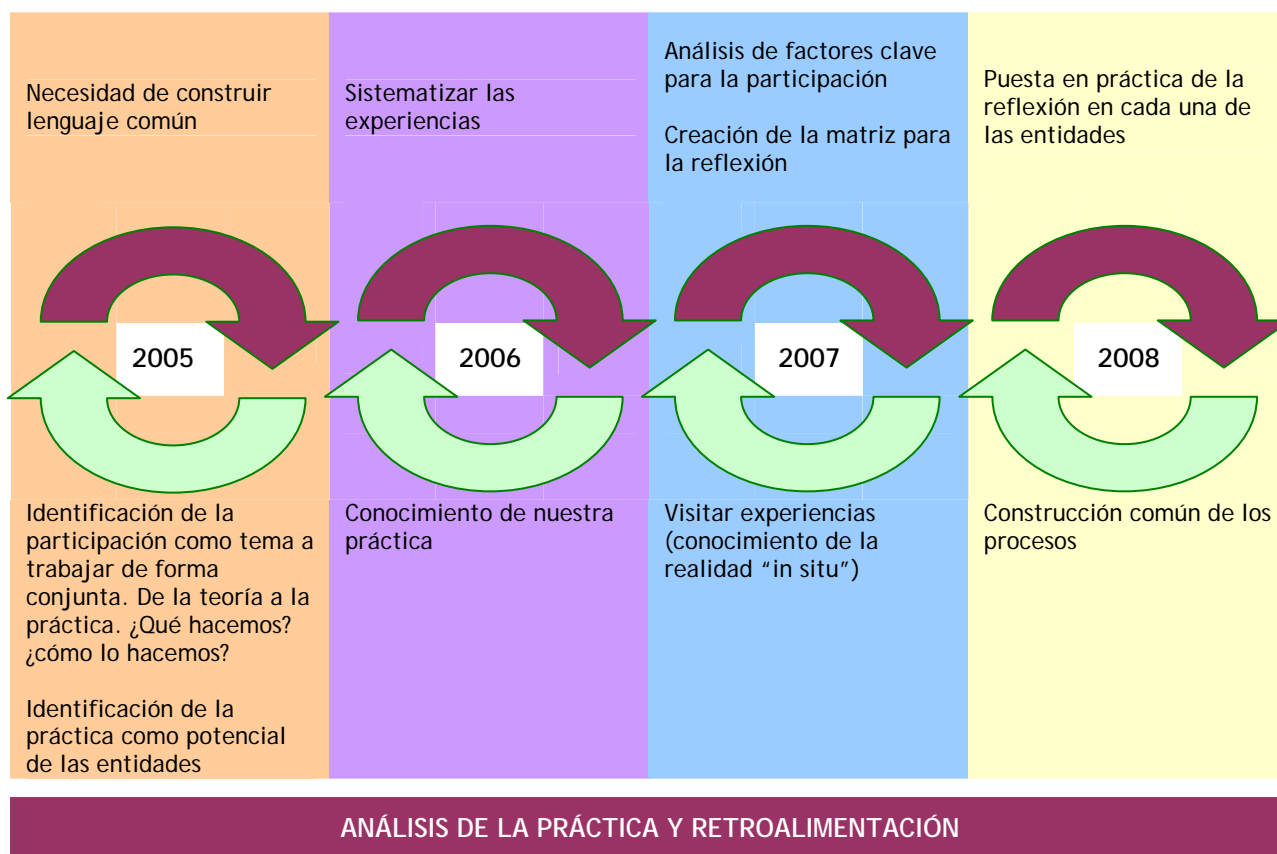 Necesidad de construir
lenguaje común
Sistematizar las
experiencias
Análisis de factores clave
para la participación
Creación de la matriz para
la reflexión
Puesta en práctica de la
reflexión en cada una de
las entidades
2005
2006
2007
2008
Identificación de la
participación como tema a
trabajar de forma
conjunta. De la teoría a la
práctica. ¿Qué hacemos?
¿cómo lo hacemos?
Identificación de la
práctica como potencial
de las entidades
Conocimiento de nuestra
práctica
Visitar experiencias
(conocimiento de la
realidad “in situ”)
Construcción común de los
procesos
ANÁLISIS DE LA PRÁCTICA Y RETROALIMENTACIÓN